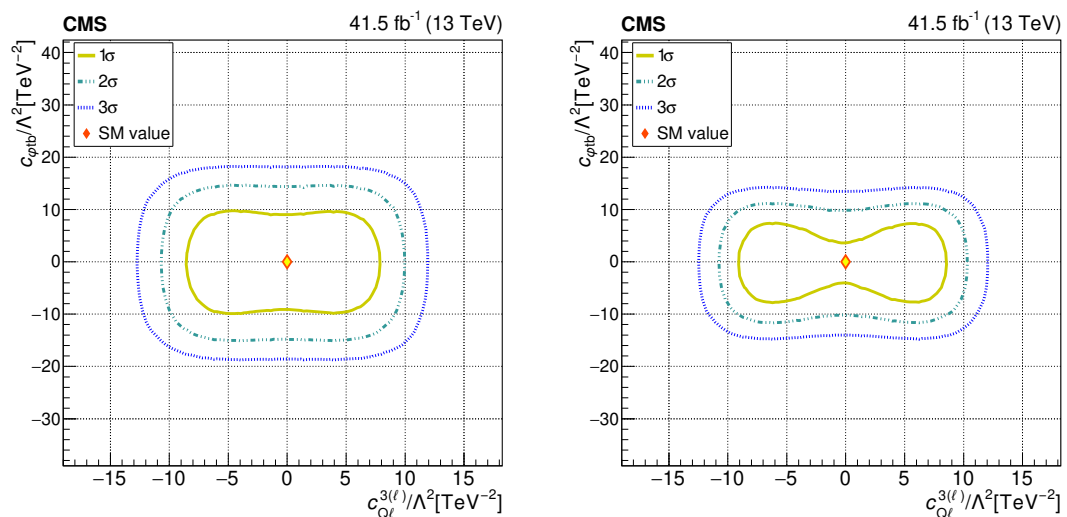 CMS 41.5 fb⁻¹ (13 TeV)
1σ
2σ
3σ
SM value
c_φtb/Λ²[TeV⁻²]
40
30
20
10
0
−10
−20
−30
−15 −10 −5 0 5 10 15
c_Qℓ^3(ℓ)/Λ²[TeV⁻²]
CMS 41.5 fb⁻¹ (13 TeV)
1σ
2σ
3σ
SM value
c_φtb/Λ²[TeV⁻²]
40
30
20
10
0
−10
−20
−30
−15 −10 −5 0 5 10 15
c_Qℓ^3(ℓ)/Λ²[TeV⁻²]